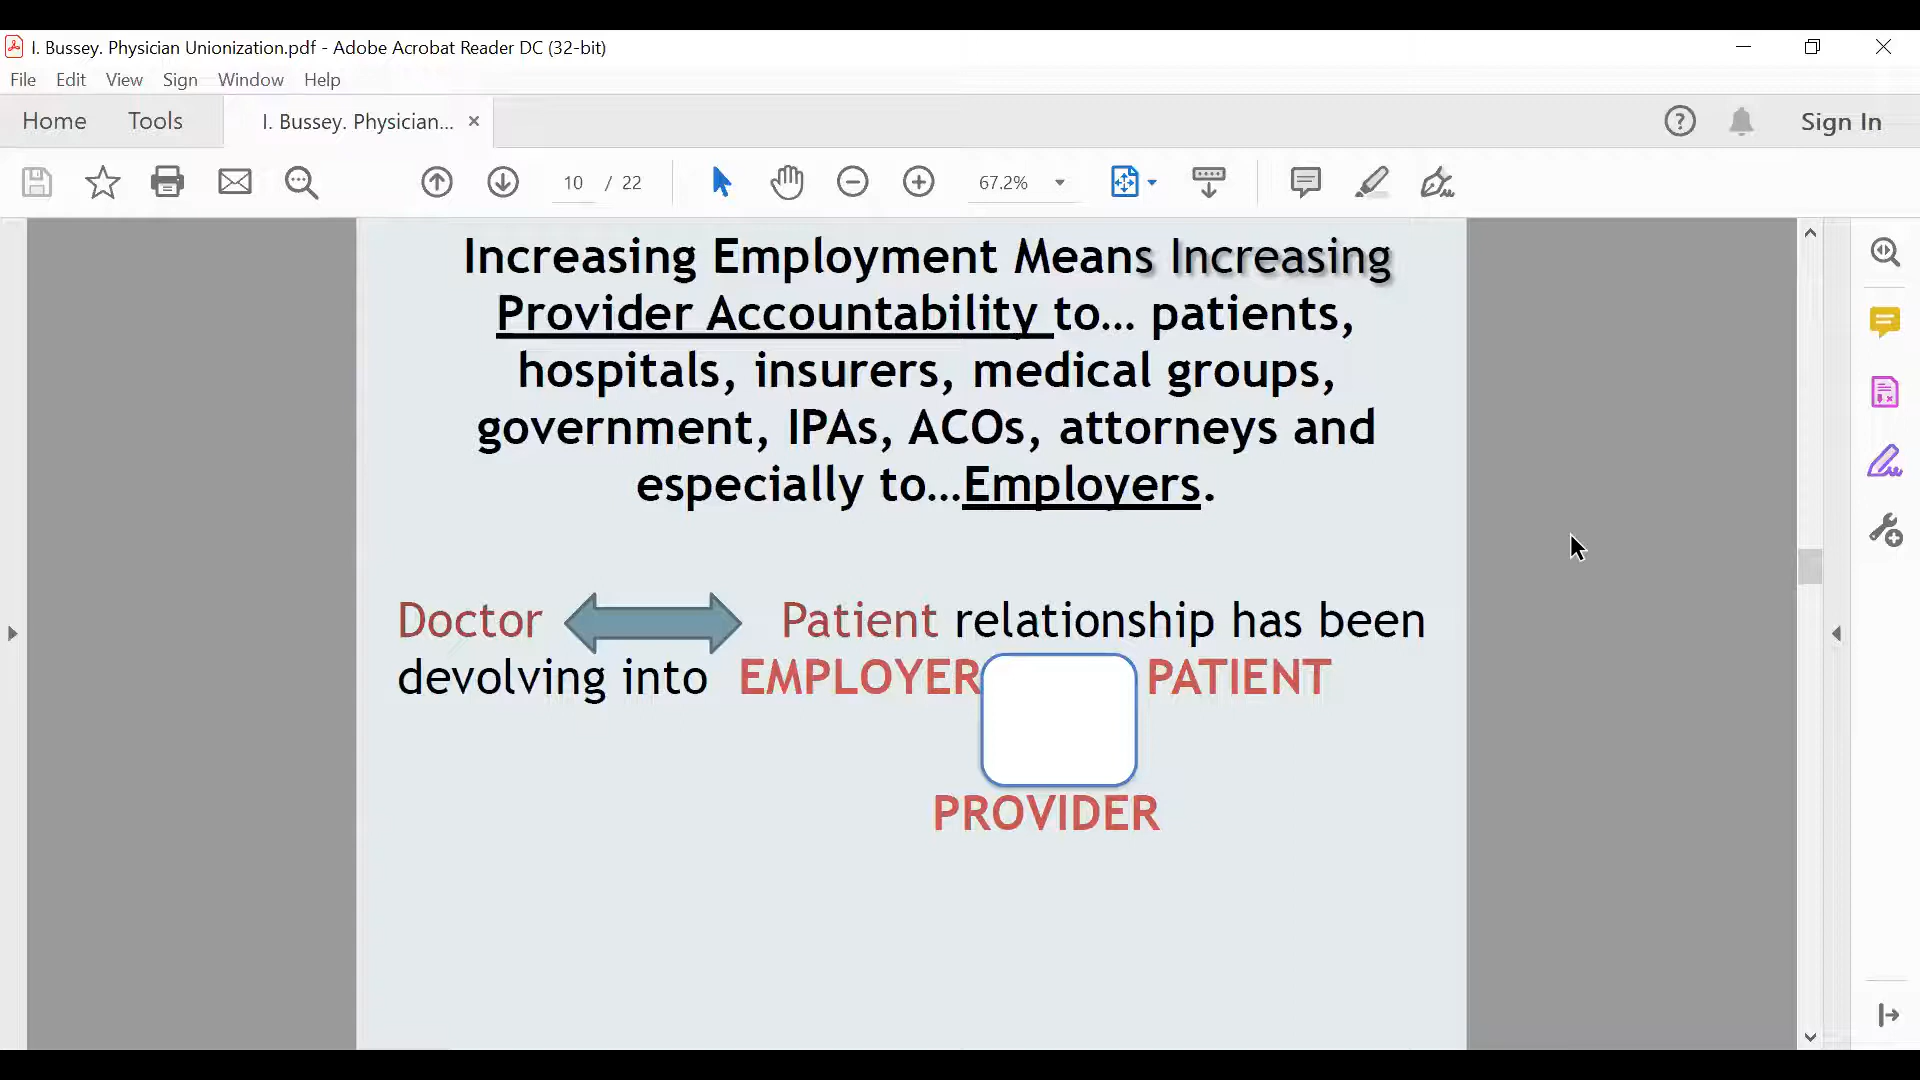 I. Bussey. Physician Unionization.pdf - Adobe Acrobat Reader DC (32-bit)
File Edit View Sign Window Help
Home Tools I. Bussey. Physician... × Sign In
10 / 22 67.2%
Increasing Employment Means Increasing
Provider Accountability to... patients,
hospitals, insurers, medical groups,
government, IPAs, ACOs, attorneys and
especially to...Employers.
Doctor Patient relationship has been
devolving into EMPLOYER PATIENT
PROVIDER